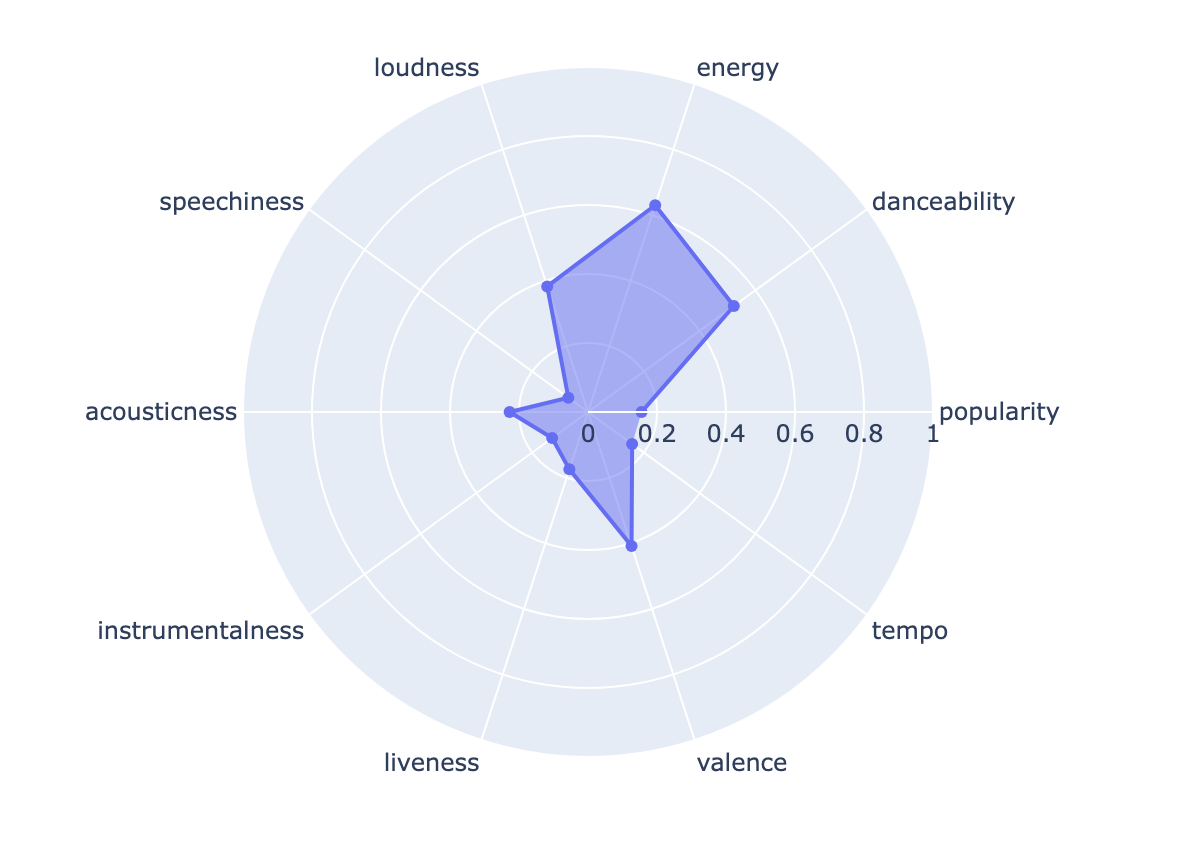 loudness
energy
speechiness
danceability
acousticness
popularity
0 0.2 0.4 0.6 0.8 1
instrumentalness
tempo
liveness
valence